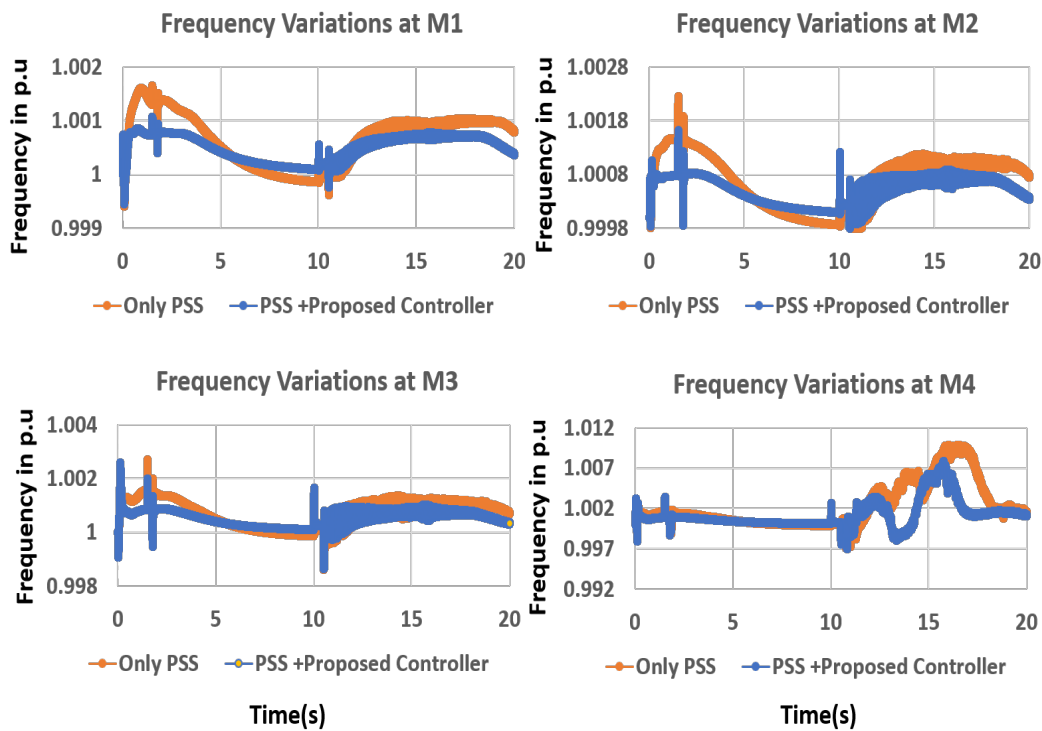 Frequency Variations at M1
Frequency in p.u
1.002
1.001
1
0.999
0 5 10 15 20
Only PSS PSS +Proposed Controller
Frequency Variations at M2
Frequency in p.u
1.0028
1.0018
1.0008
0.9998
0 5 10 15 20
Only PSS PSS +Proposed Controller
Frequency Variations at M3
Frequency in p.u
1.004
1.002
1
0.998
0 5 10 15 20
Only PSS PSS +Proposed Controller
Time(s)
Frequency Variations at M4
Frequency in p.u
1.012
1.007
1.002
0.997
0.992
0 5 10 15 20
Only PSS PSS +Proposed Controller
Time(s)